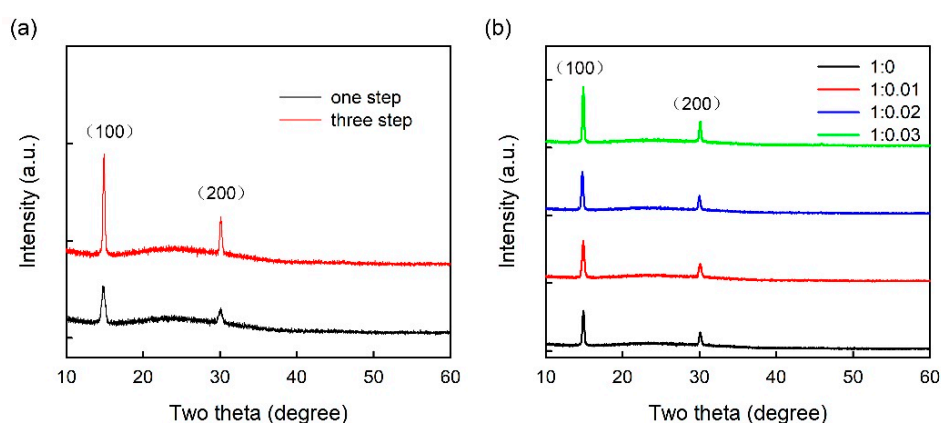 (a)
one step
three step
（100）
（200）
Intensity (a.u.)
10 20 30 40 50 60
Two theta (degree)
(b)
1:0
1:0.01
1:0.02
1:0.03
（100）
（200）
Intensity (a.u.)
10 20 30 40 50 60
Two theta (degree)